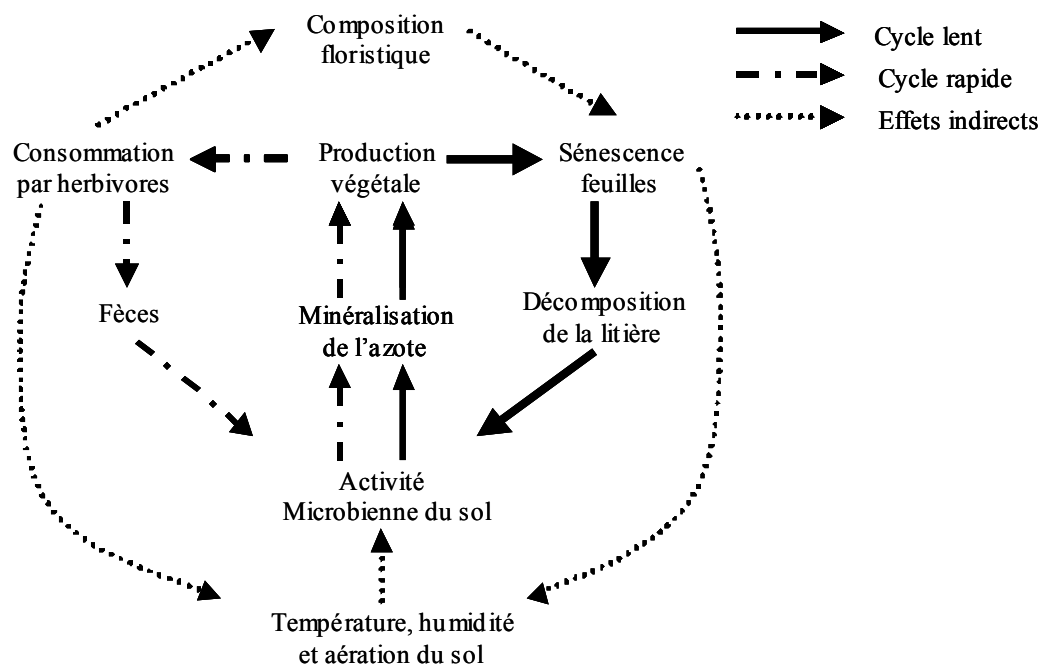 Composition
floristique
Cycle lent
Cycle rapide
Effets indirects
Consommation
par herbivores
Production
végétale
Sénescence
feuilles
Fèces
Minéralisation
de l'azote
Décomposition
de la litière
Activité
Microbienne du sol
Température, humidité
et aération du sol